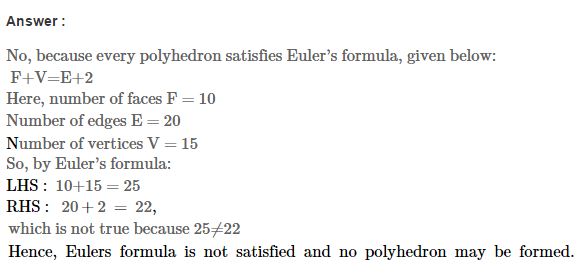 Answer :
No, because every polyhedron satisfies Euler's formula, given below:
F+V=E+2
Here, number of faces F = 10
Number of edges E = 20
Number of vertices V = 15
So, by Euler's formula:
LHS : 10+15 = 25
RHS : 20 + 2 = 22,
which is not true because 25≠22
Hence, Eulers formula is not satisfied and no polyhedron may be formed.